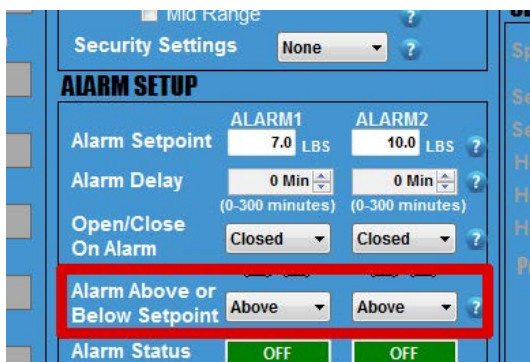 Mid Range ?
Security Settings None ?
ALARM SETUP
ALARM1 ALARM2
Alarm Setpoint 7.0 LBS 10.0 LBS ?
Alarm Delay 0 Min 0 Min
(0-300 minutes) (0-300 minutes)
Open/Close
On Alarm Closed Closed ?
Alarm Above or
Below Setpoint Above Above ?
Alarm Status OFF OFF